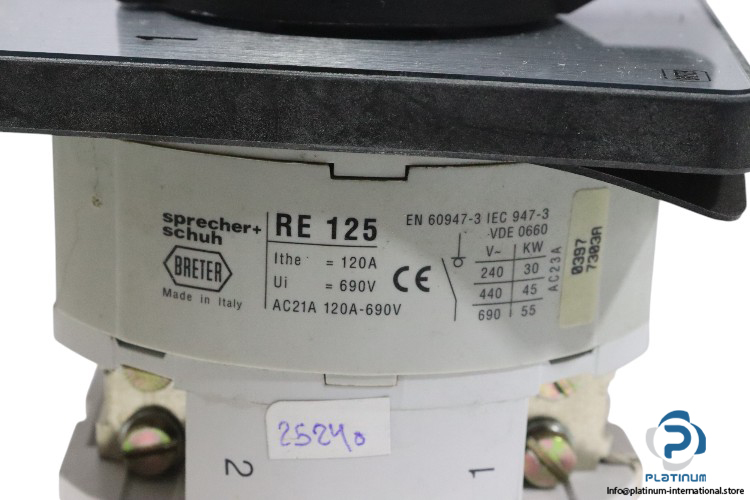 1
sprecher+
schuh
BRETER
Made in Italy
RE 125
Ithe = 120A
Ui = 690V
AC21A 120A-690V
CE
EN 60947-3 IEC 947-3
VDE 0660
V~ KW
240 30
440 45
690 55
AC23A
0397
7303A
25240
2
1
PLATINUM
Info@platinum-international.store